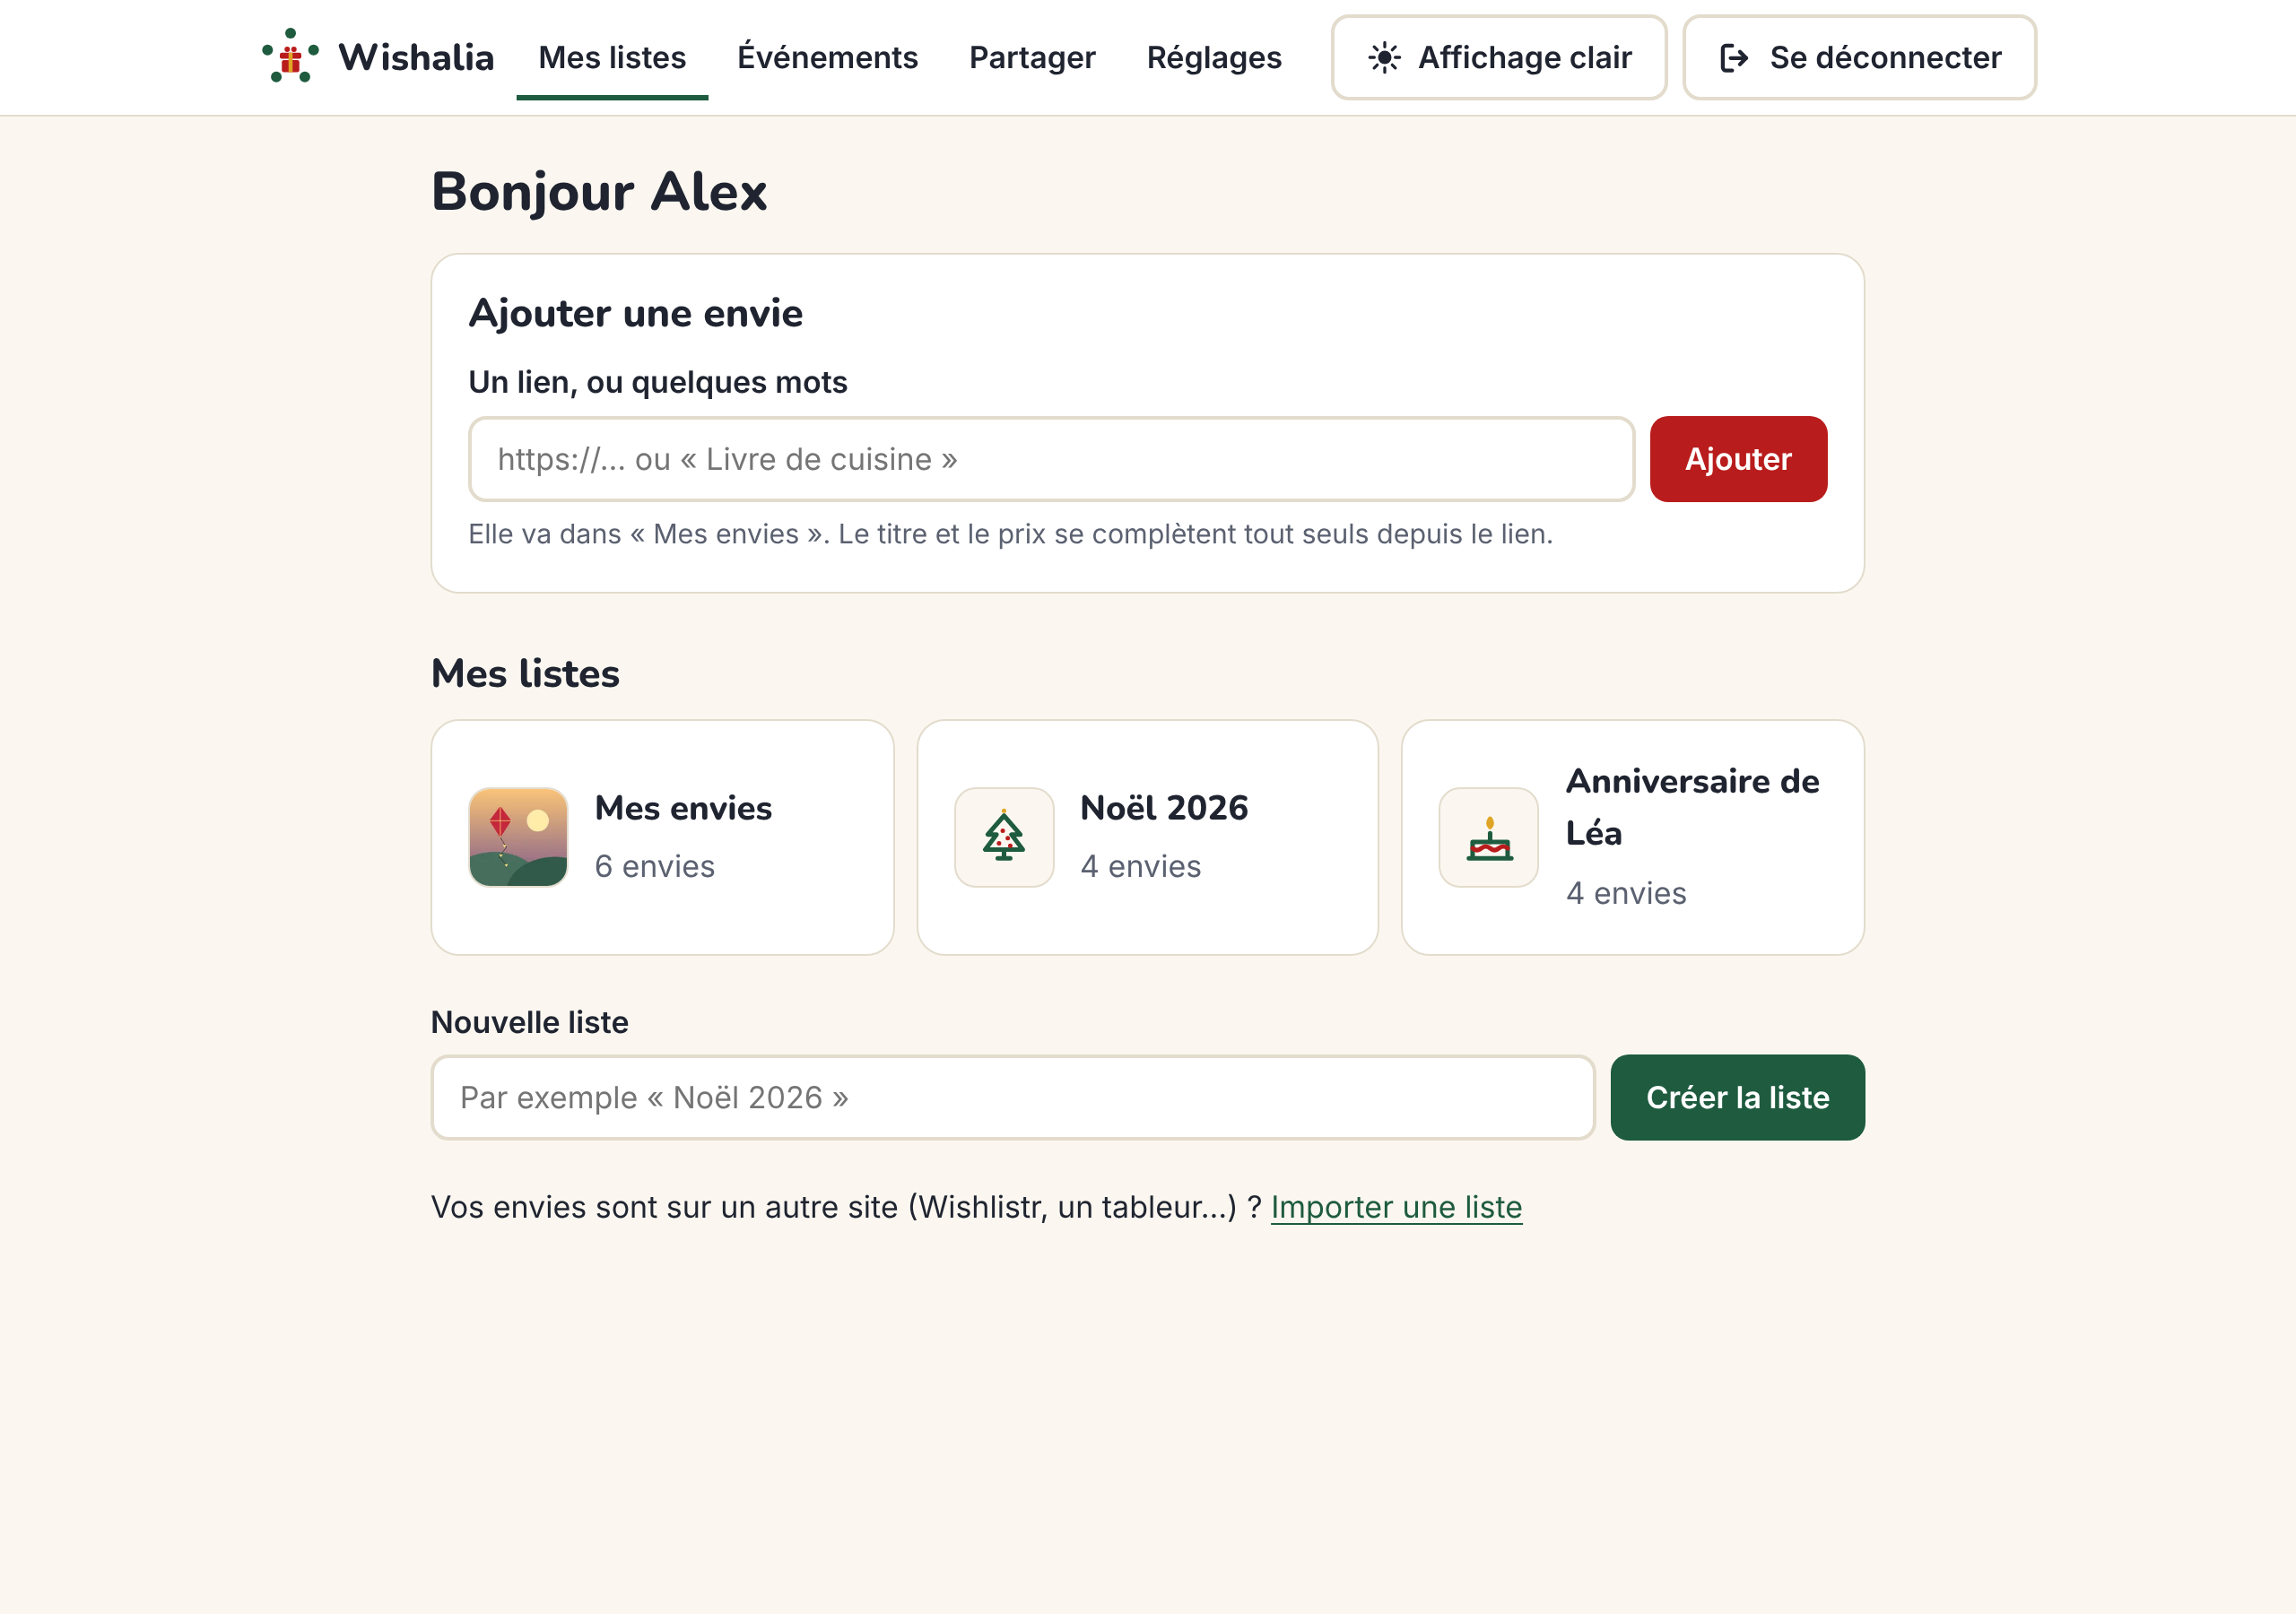 Wishalia
Mes listes
Événements
Partager
Réglages
Affichage clair
Se déconnecter
Bonjour Alex
Ajouter une envie
Un lien, ou quelques mots
https://... ou « Livre de cuisine »
Ajouter
Elle va dans « Mes envies ». Le titre et le prix se complètent tout seuls depuis le lien.
Mes listes
Mes envies
6 envies
Noël 2026
4 envies
Anniversaire de
Léa
4 envies
Nouvelle liste
Par exemple « Noël 2026 »
Créer la liste
Vos envies sont sur un autre site (Wishlistr, un tableur...) ? Importer une liste